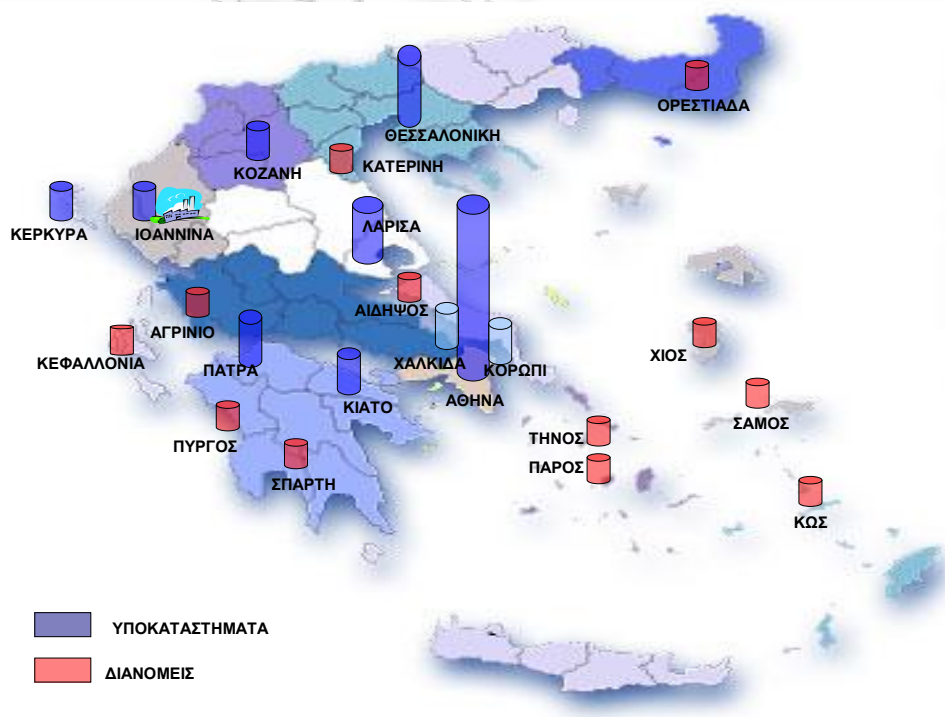 ΟΡΕΣΤΙΑΔΑ
ΘΕΣΣΑΛΟΝΙΚΗ
ΚΟΖΑΝΗ
ΚΑΤΕΡΙΝΗ
ΚΕΡΚΥΡΑ
ΙΟΑΝΝΙΝΑ
ΛΑΡΙΣΑ
ΑΓΡΙΝΙΟ
ΑΙΔΗΨΟΣ
ΚΕΦΑΛΛΟΝΙΑ
ΠΑΤΡΑ
ΧΑΛΚΙΔΑ
ΚΟΡΩΠΙ
ΧΙΟΣ
ΚΙΑΤΟ
ΑΘΗΝΑ
ΣΑΜΟΣ
ΠΥΡΓΟΣ
ΤΗΝΟΣ
ΣΠΑΡΤΗ
ΠΑΡΟΣ
ΚΩΣ
ΥΠΟΚΑΤΑΣΤΗΜΑΤΑ
ΔΙΑΝΟΜΕΙΣ